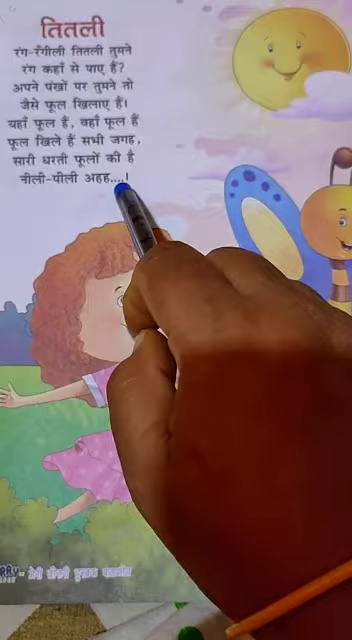 तितली
रंग-रँगीली तितली तुमने
रंग कहाँ से पाए हैं?
अपने पंखों पर तुमने तो
जैसे फूल खिलाए हैं।
यहाँ फूल हैं, वहाँ फूल हैं
फूल खिले हैं सभी जगह,
सारी धरती फूलों की है
नीली-पीली अहह....।